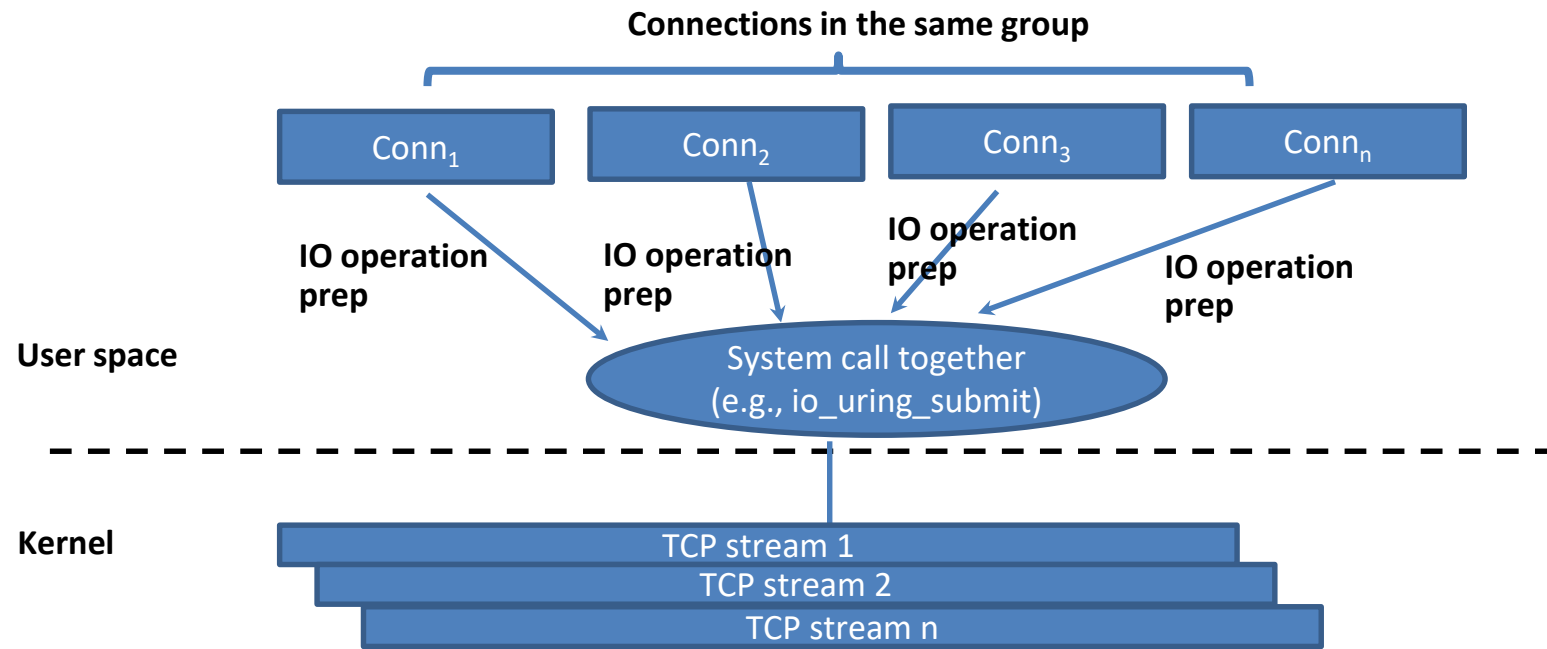 Connections in the same group
Conn₁
Conn₂
Conn₃
Connₙ
IO operation
prep
IO operation
prep
IO operation
prep
IO operation
prep
User space
System call together
(e.g., io_uring_submit)
Kernel
TCP stream 1
TCP stream 2
TCP stream n